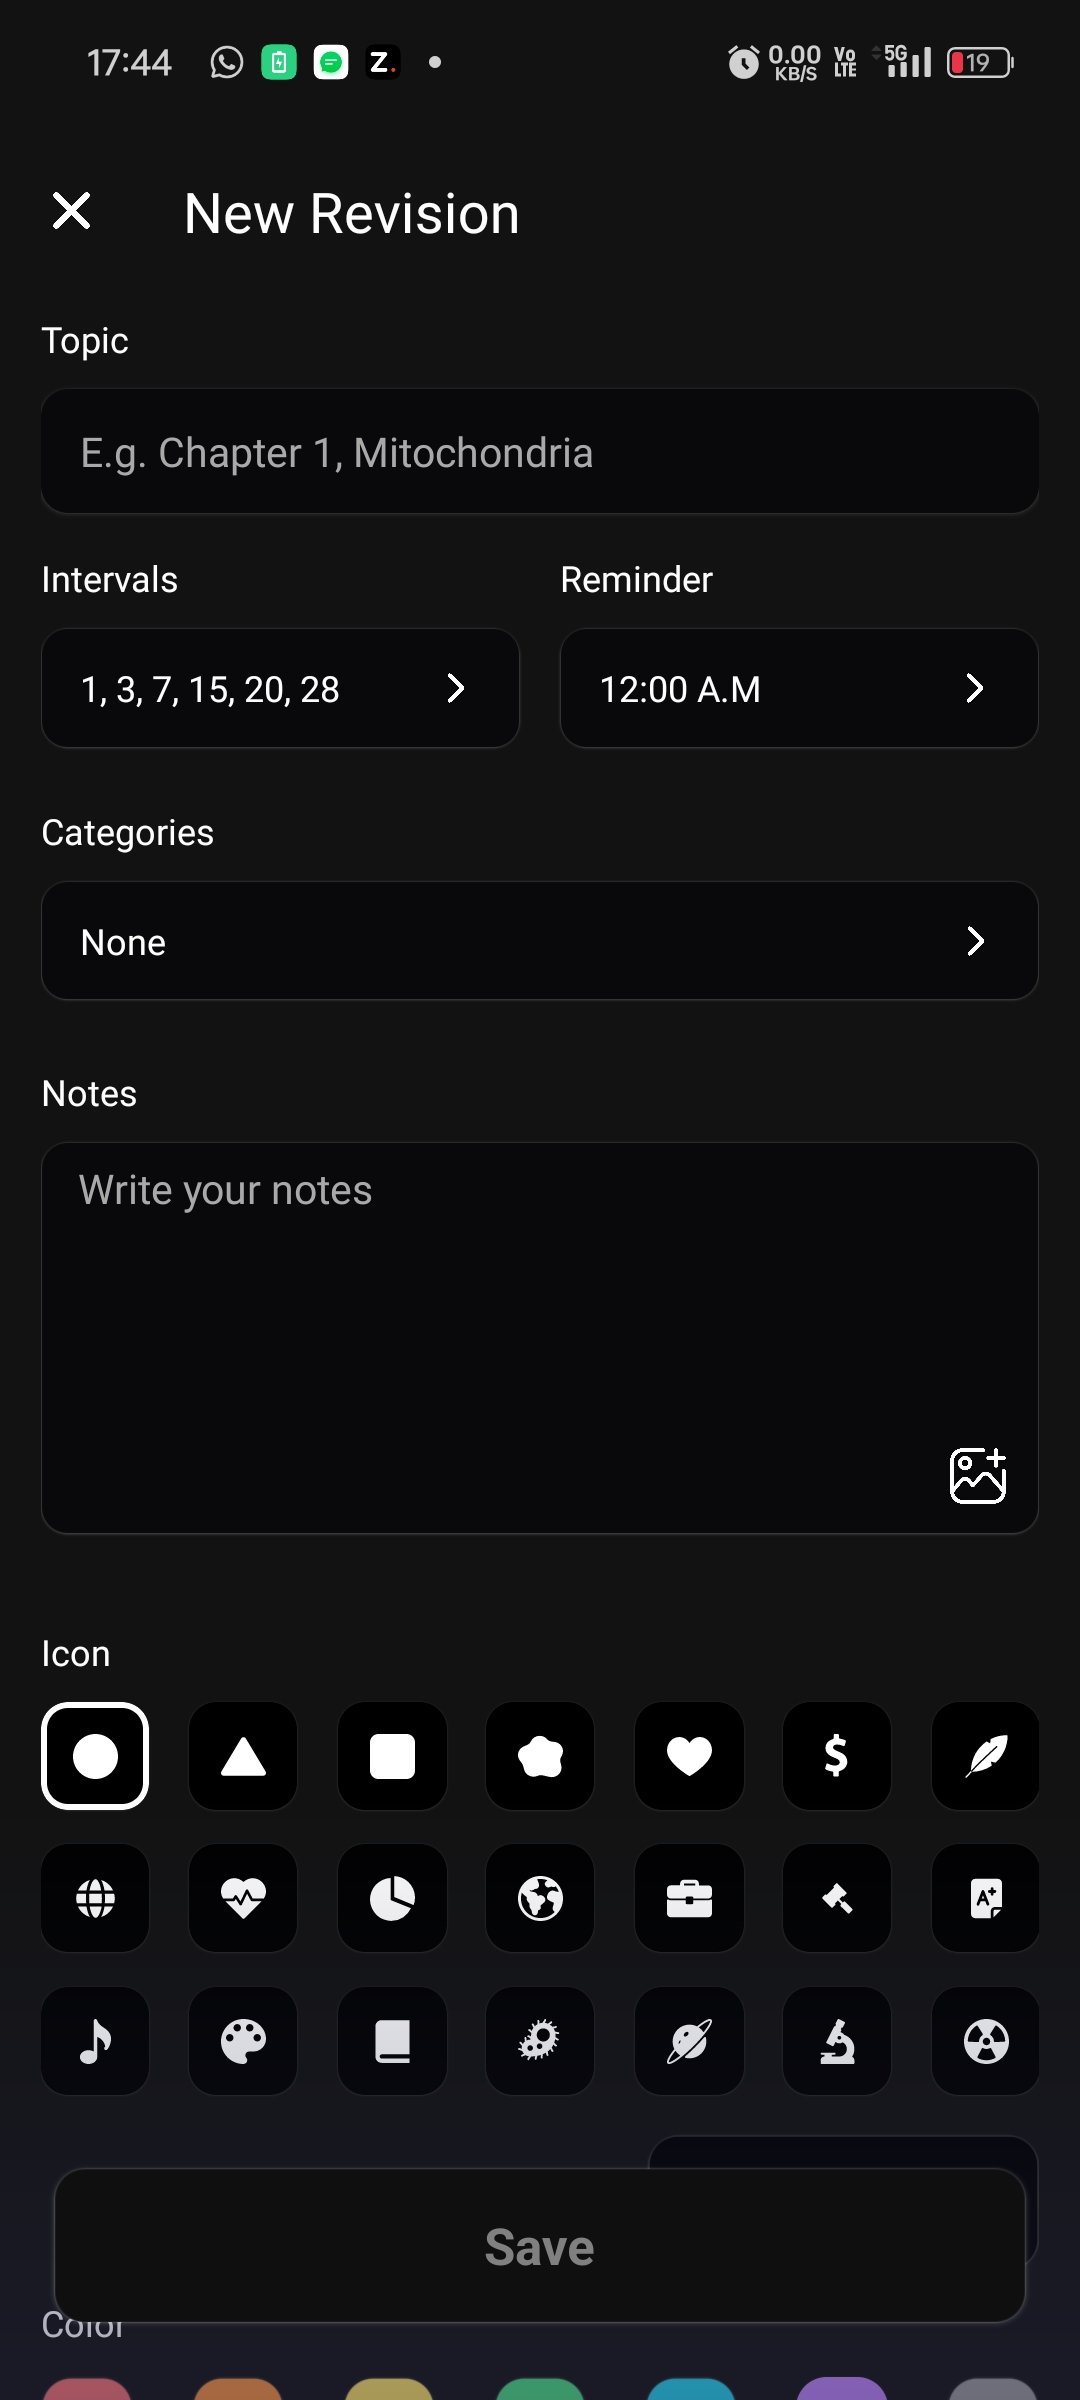 17:44 Z. 0.00 KB/S Vo LTE 5G 19
New Revision
Topic
E.g. Chapter 1, Mitochondria
Intervals
Reminder
1, 3, 7, 15, 20, 28
12:00 A.M
Categories
None
Notes
Write your notes
Icon
$
A+
Save
Color